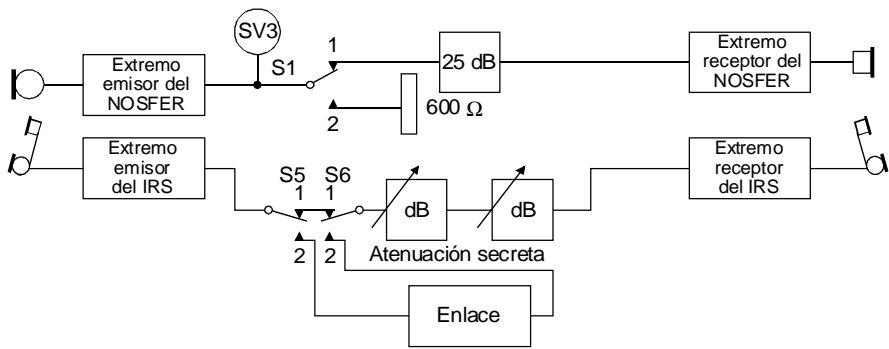 SV3
Extremo
emisor del
NOSFER
S1
1
2
25 dB
600 Ω
Extremo
receptor del
NOSFER
Extremo
emisor
del IRS
S5
S6
1
1
2
2
dB
dB
Atenuación secreta
Extremo
receptor
del IRS
Enlace